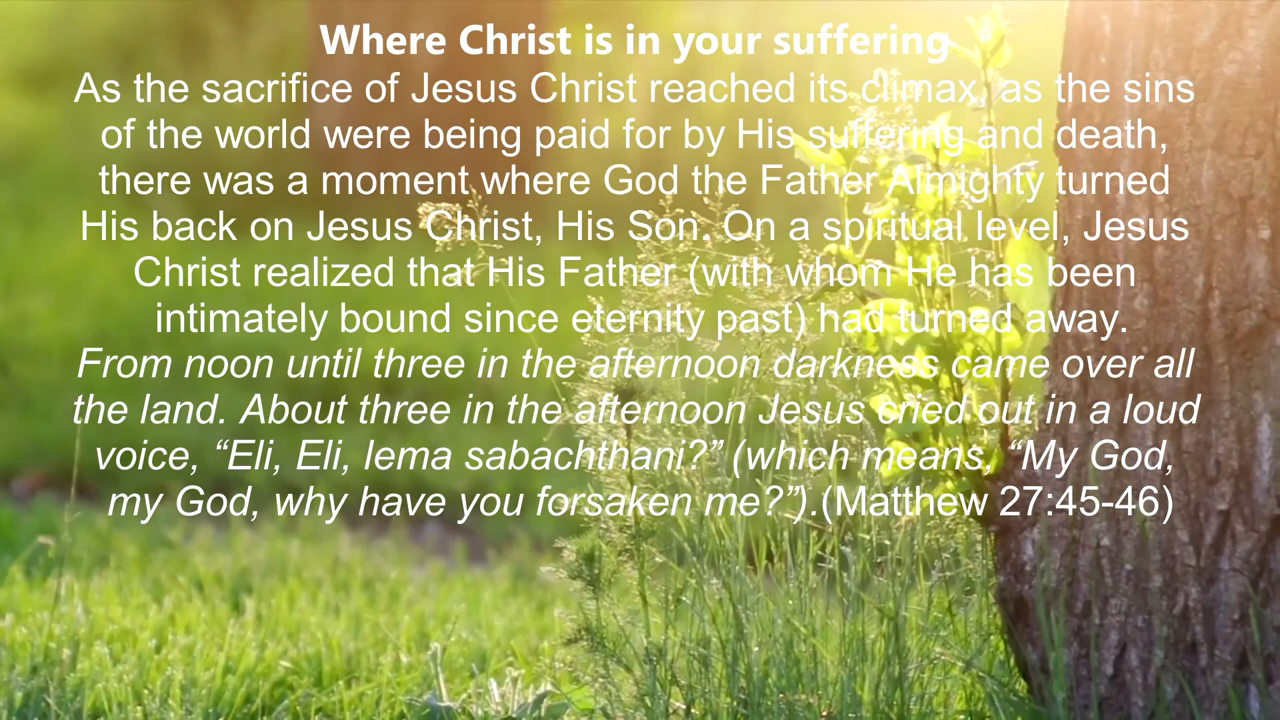 Where Christ is in your suffering
As the sacrifice of Jesus Christ reached its climax, as the sins
of the world were being paid for by His suffering and death,
there was a moment where God the Father Almighty turned
His back on Jesus Christ, His Son. On a spiritual level, Jesus
Christ realized that His Father (with whom He has been
intimately bound since eternity past) had turned away.
From noon until three in the afternoon darkness came over all
the land. About three in the afternoon Jesus cried out in a loud
voice, “Eli, Eli, lema sabachthani?” (which means, “My God,
my God, why have you forsaken me?”).(Matthew 27:45-46)